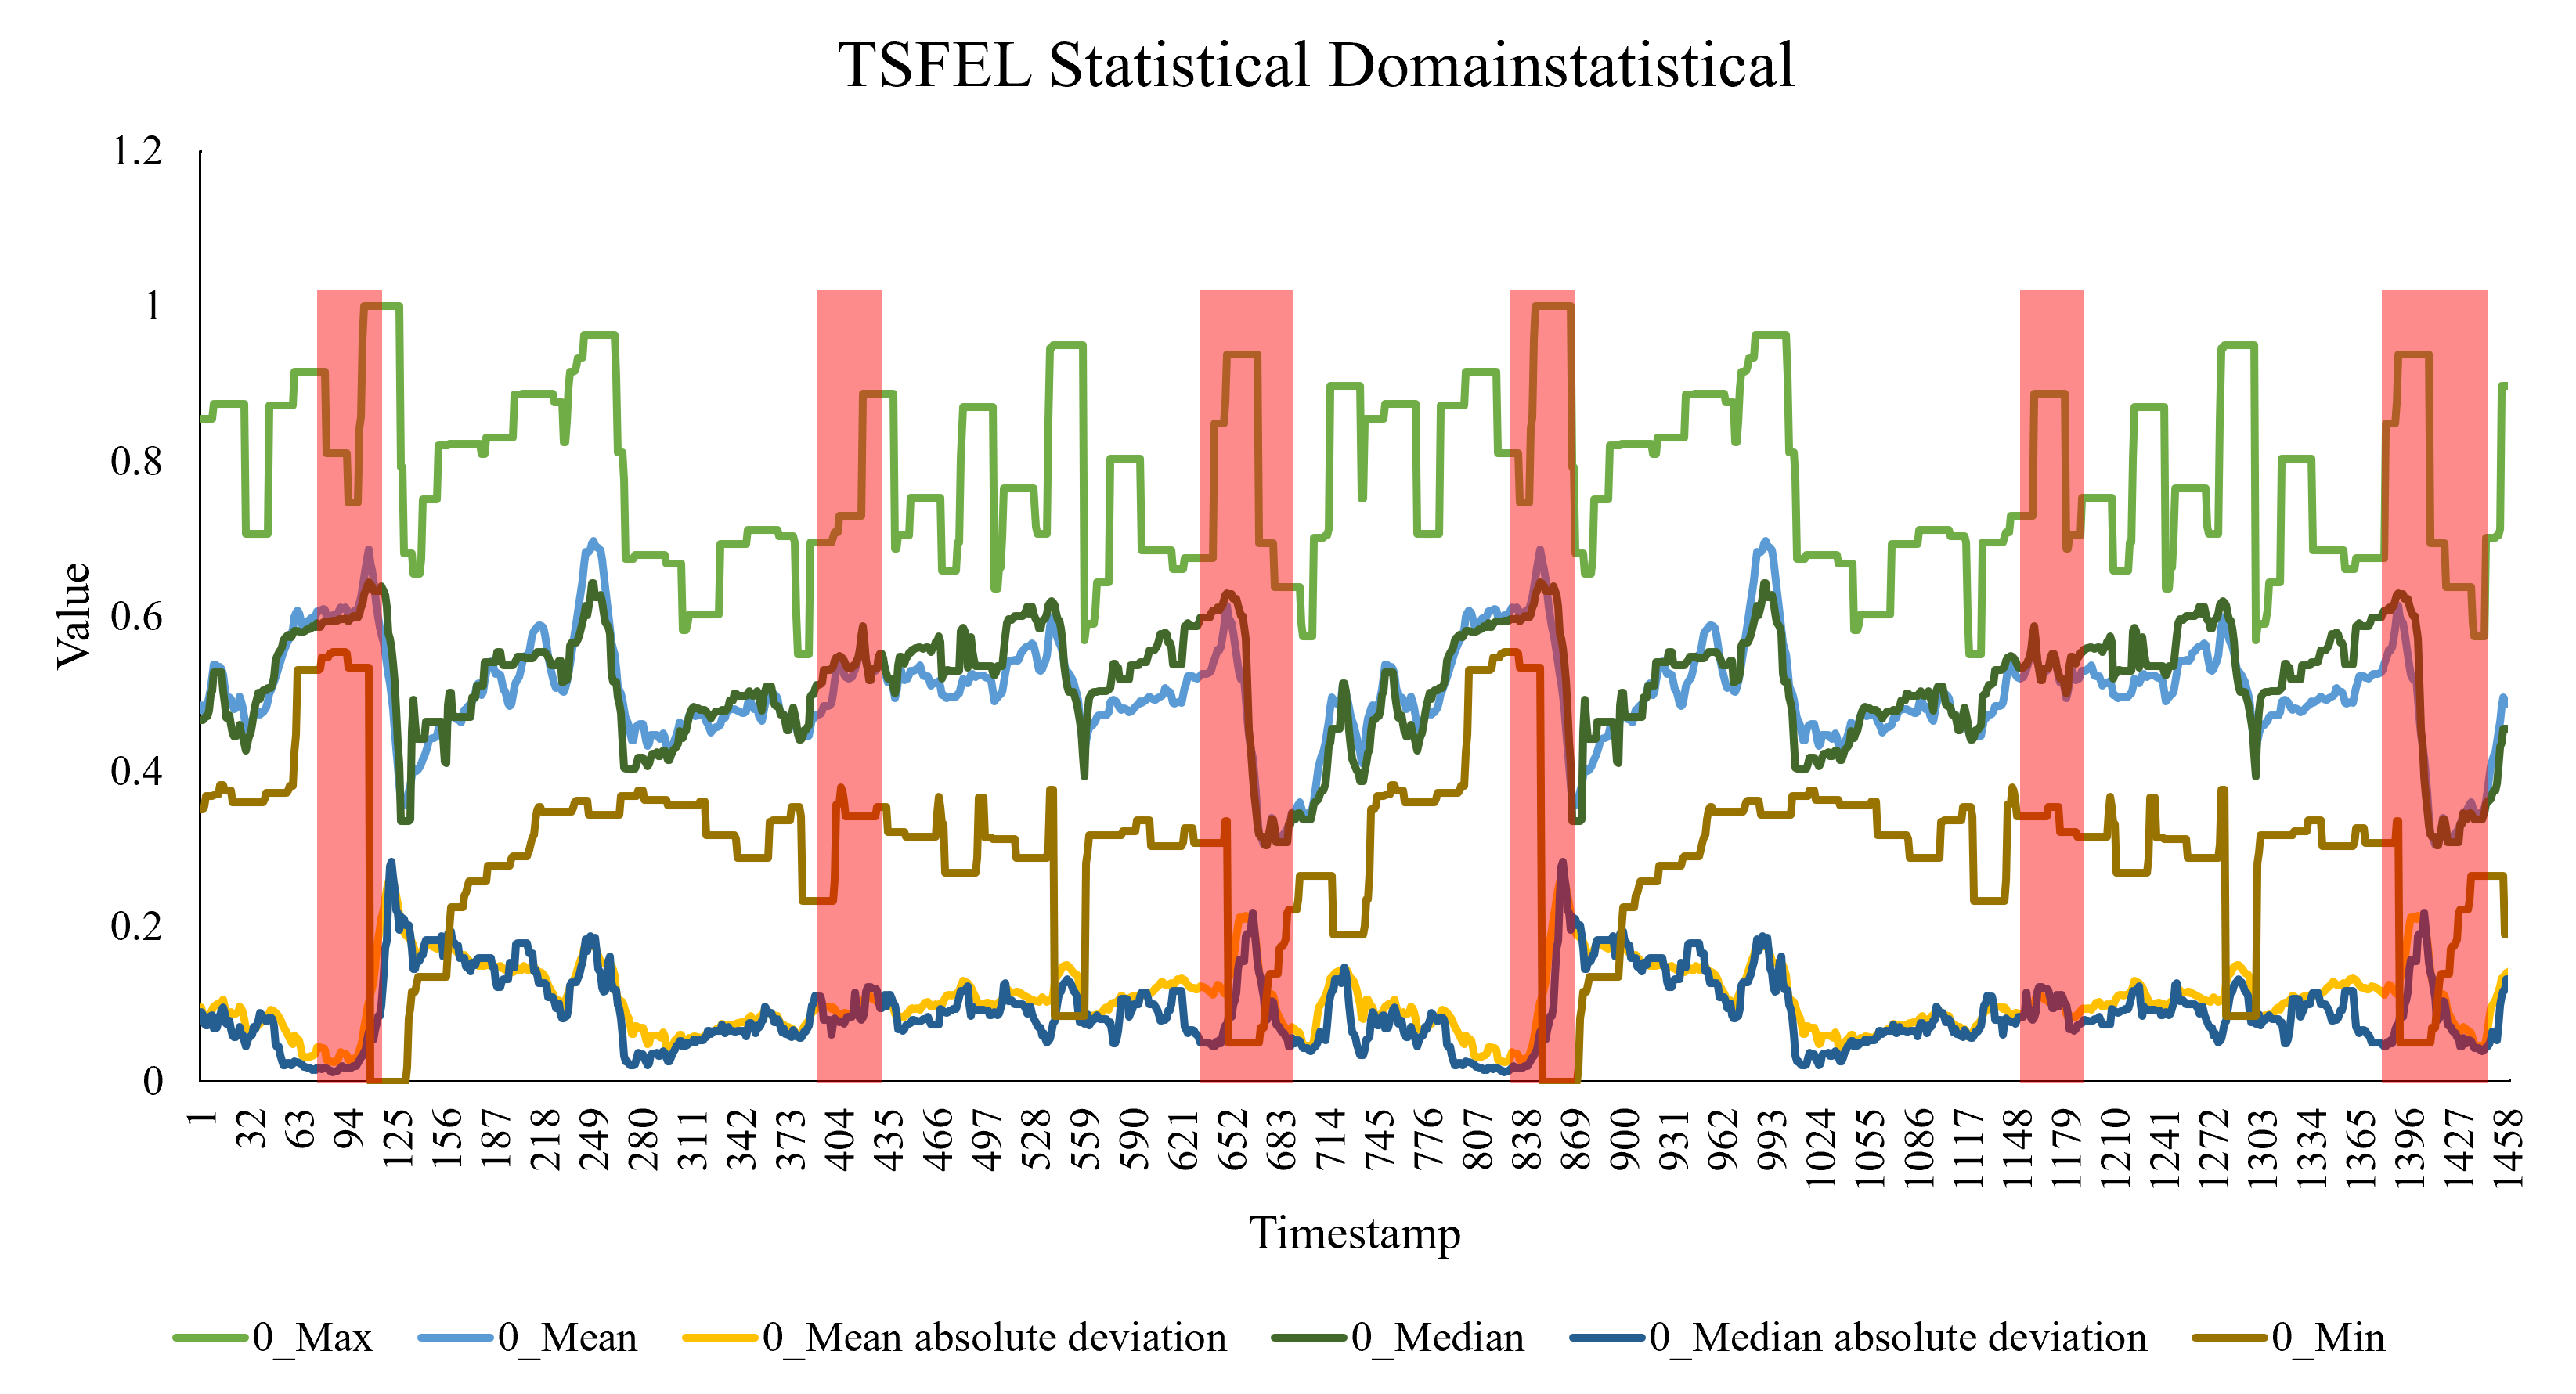 TSFEL Statistical Domainstatistical
1.2
1
0.8
0.6
0.4
0.2
0
Value
1 32 63 94 125 156 187 218 249 280 311 342 373 404 435 466 497 528 559 590 621 652 683 714 745 776 807 838 869 900 931 962 993 1024 1055 1086 1117 1148 1179 1210 1241 1272 1303 1334 1365 1396 1427 1458
Timestamp
0_Max 0_Mean 0_Mean absolute deviation 0_Median 0_Median absolute deviation 0_Min